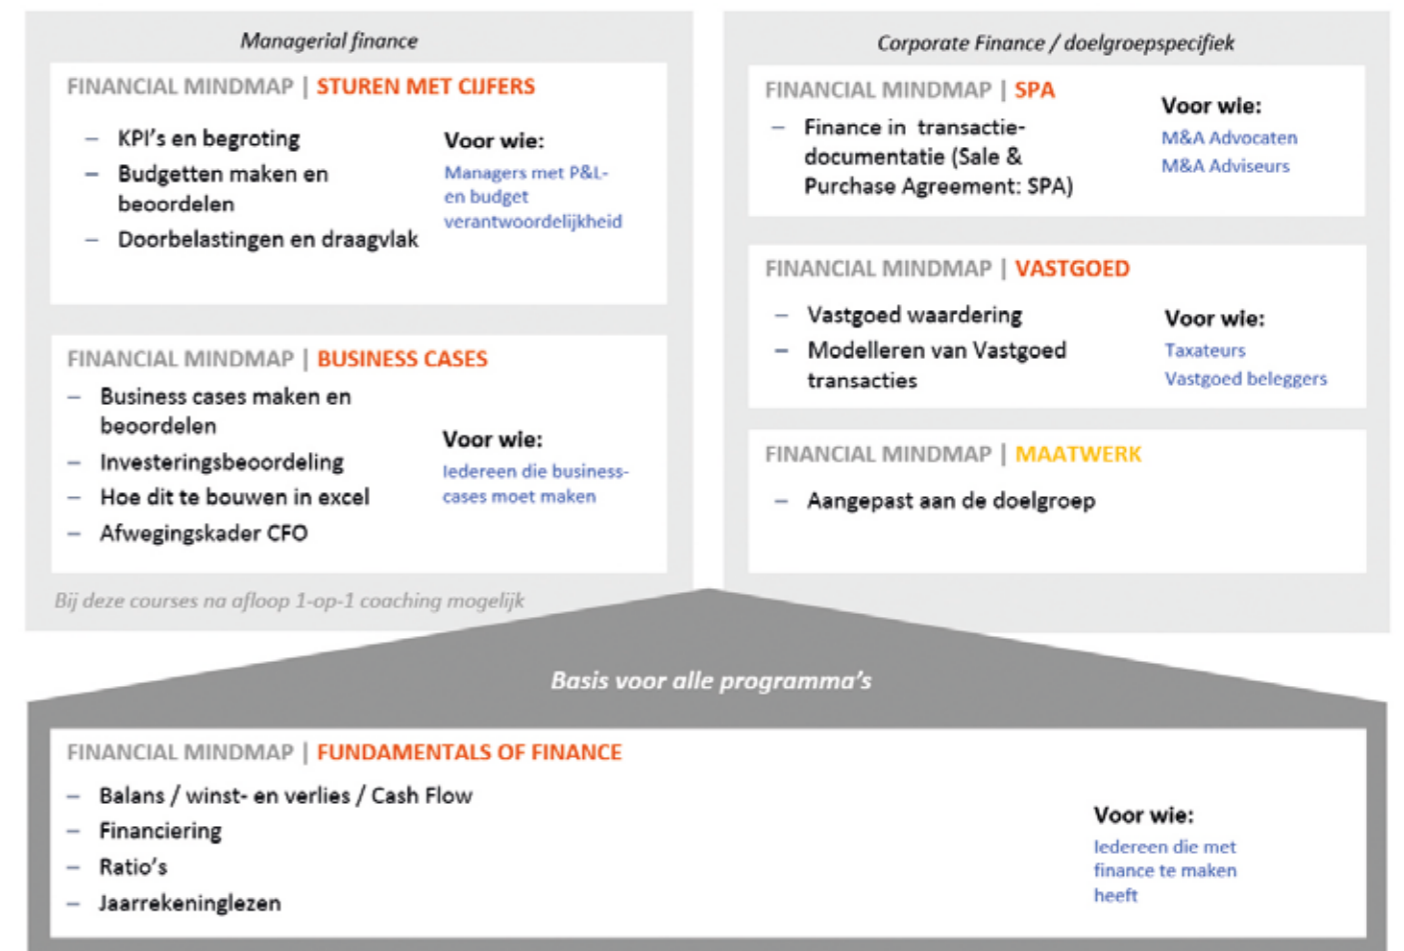 Managerial finance
FINANCIAL MINDMAP | STUREN MET CIJFERS
– KPI's en begroting
– Budgetten maken en
beoordelen
– Doorbelastingen en draagvlak
Voor wie:
Managers met P&L-
en budget
verantwoordelijkheid
FINANCIAL MINDMAP | BUSINESS CASES
– Business cases maken en
beoordelen
– Investeringsbeoordeling
– Hoe dit te bouwen in excel
– Afwegingskader CFO
Voor wie:
Iedereen die business-
cases moet maken
Bij deze courses na afloop 1-op-1 coaching mogelijk
Corporate Finance / doelgroepspecifiek
FINANCIAL MINDMAP | SPA
– Finance in transactie-
documentatie (Sale &
Purchase Agreement: SPA)
Voor wie:
M&A Advocaten
M&A Adviseurs
FINANCIAL MINDMAP | VASTGOED
– Vastgoed waardering
– Modelleren van Vastgoed
transacties
Voor wie:
Taxateurs
Vastgoed beleggers
FINANCIAL MINDMAP | MAATWERK
– Aangepast aan de doelgroep
Basis voor alle programma's
FINANCIAL MINDMAP | FUNDAMENTALS OF FINANCE
– Balans / winst- en verlies / Cash Flow
– Financiering
– Ratio's
– Jaarrekeninglezen
Voor wie:
Iedereen die met
finance te maken
heeft